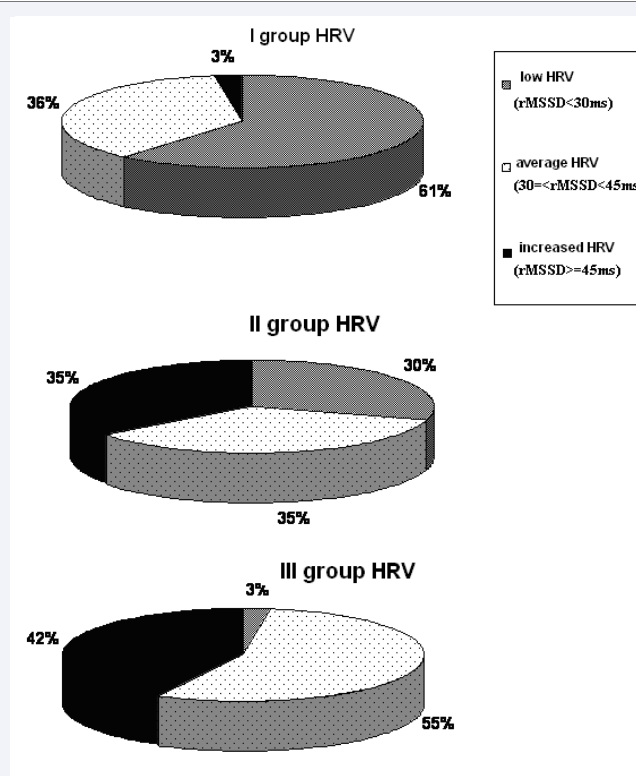 I group HRV
3%
36%
61%
low HRV
(rMSSD<30ms)
average HRV
(30=<rMSSD<45ms
increased HRV
(rMSSD>=45ms)
II group HRV
35%
30%
35%
III group HRV
3%
42%
55%